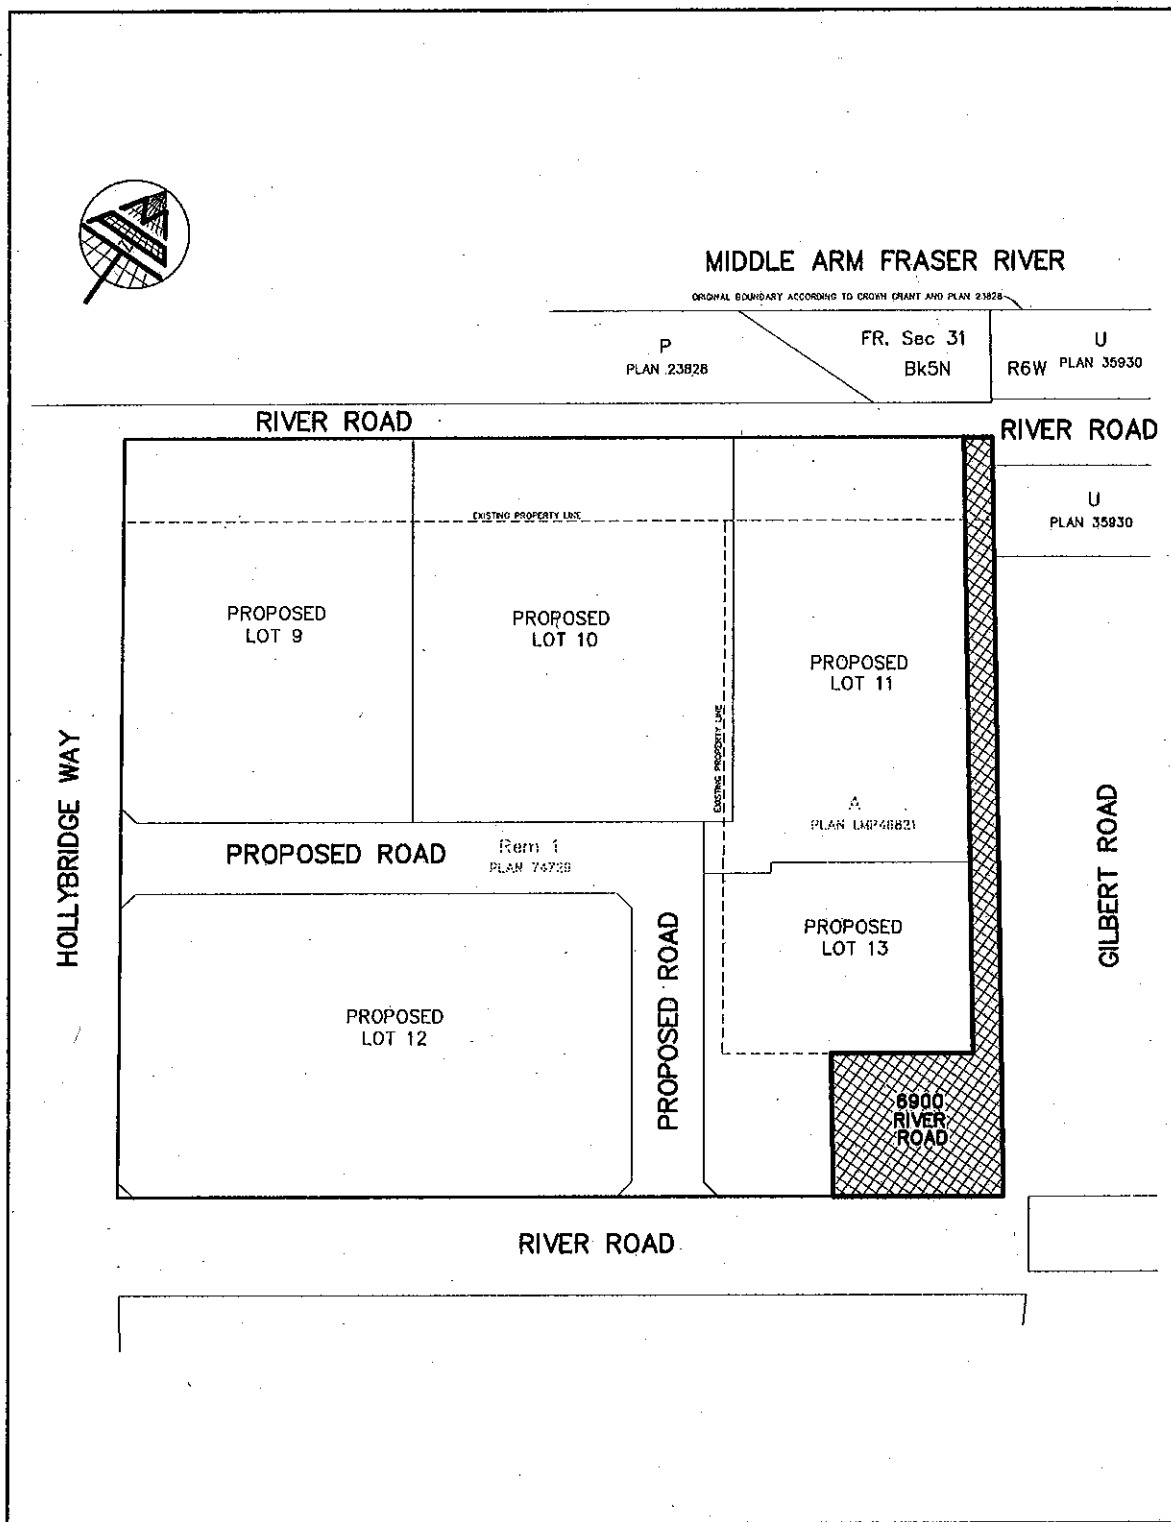 MIDDLE ARM FRASER RIVER
ORIGINAL BOUNDARY ACCORDING TO CROWN GRANT AND PLAN 23828
P
PLAN 23828
FR. Sec 31
Bk5N
R6W
U
PLAN 35930
RIVER ROAD
RIVER ROAD
U
PLAN 35930
EXISTING PROPERTY LINE
PROPOSED
LOT 9
PROPOSED
LOT 10
PROPOSED
LOT 11
EXISTING PROPERTY LINE
HOLLYBRIDGE WAY
A
PLAN LMP46821
PROPOSED ROAD
Rem 1
PLAN 74729
GILBERT ROAD
PROPOSED
LOT 13
PROPOSED ROAD
PROPOSED
LOT 12
6900
RIVER
ROAD
RIVER ROAD